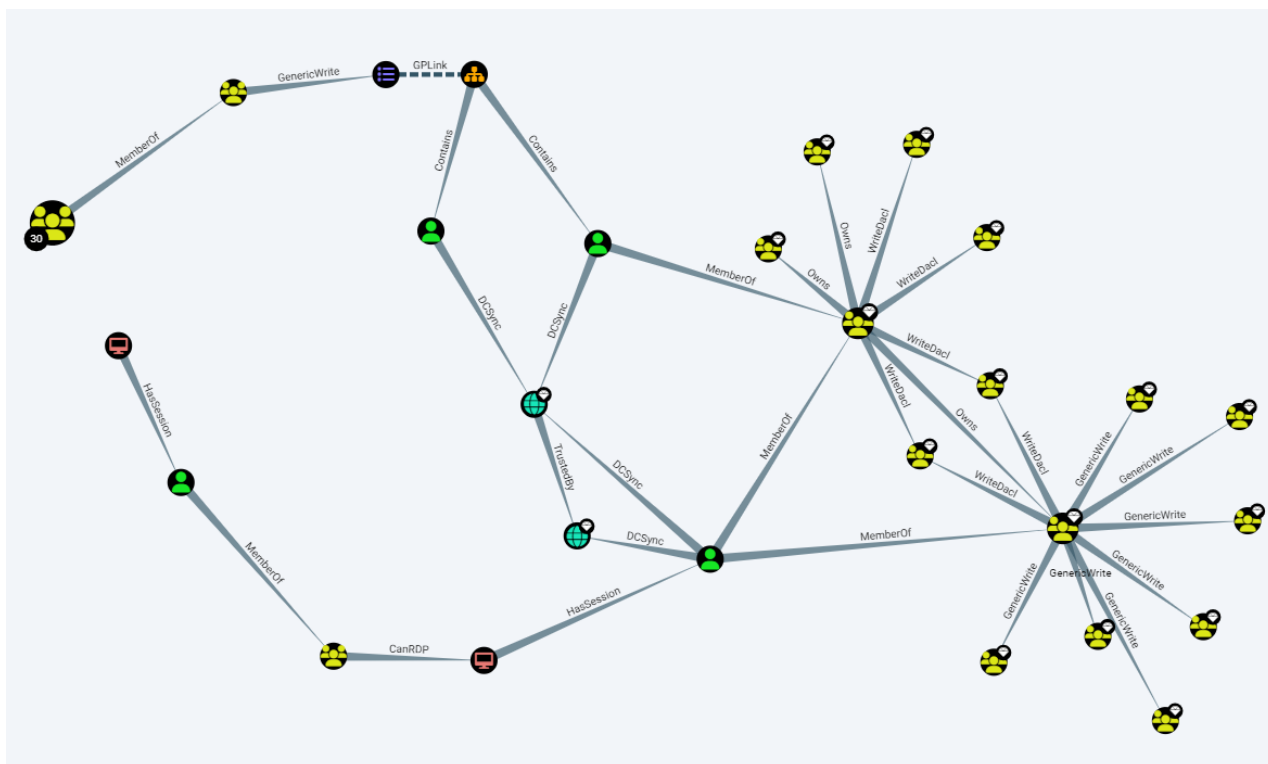 GPLink
GenericWrite
MemberOf
Contains
Contains
30
Owns
WriteDacl
WriteDacl
Owns
MemberOf
DCSync
DCSync
WriteDacl
WriteDacl
HasSession
Owns
MemberOf
WriteDacl
GenericWrite
GenericWrite
TrustedBy
DCSync
WriteDacl
GenericWrite
DCSync
MemberOf
MemberOf
GenericWrite
GenericWrite
GenericWrite
HasSession
GenericWrite
CanRDP